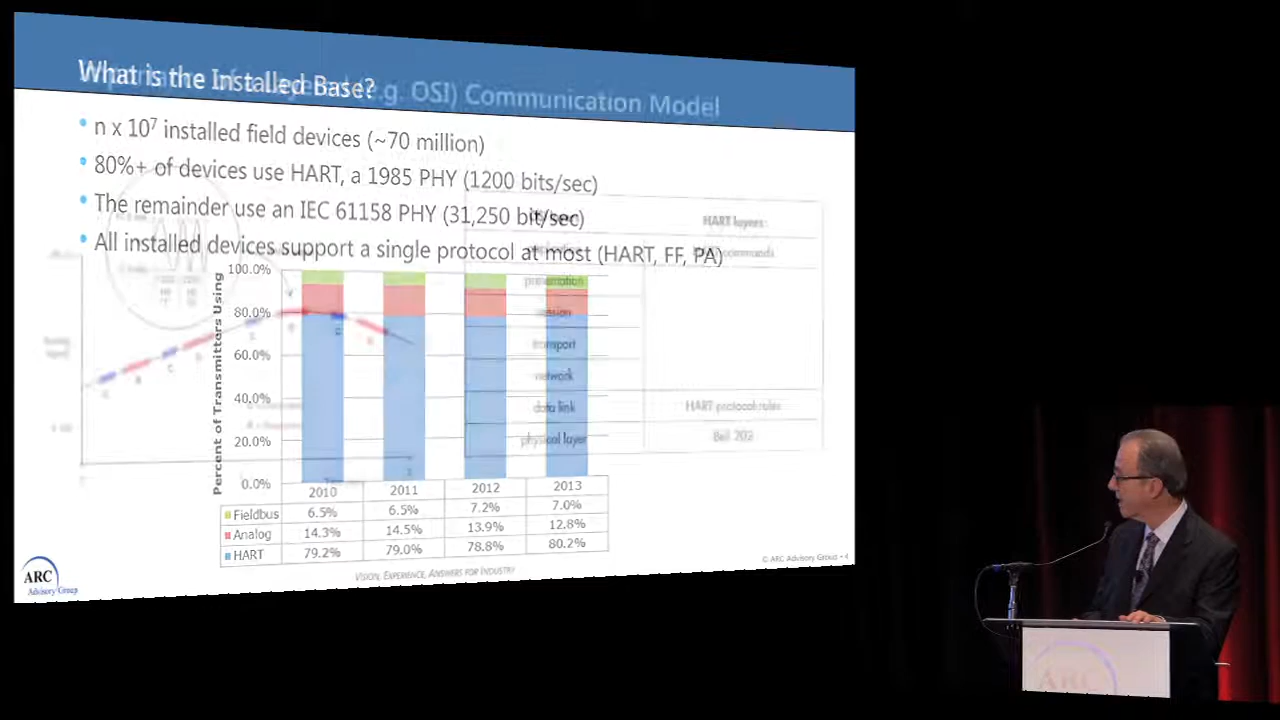 What is the Installed Base?
(e.g. OSI) Communication Model
• n x 10⁷ installed field devices (~70 million)
• 80%+ of devices use HART, a 1985 PHY (1200 bits/sec)
• The remainder use an IEC 61158 PHY (31,250 bit/sec)
HART layers
• All installed devices support a single protocol at most (HART, FF, PA)
commands
Percent of Transmitters Using
100.0%
80.0%
60.0%
40.0%
20.0%
0.0%
presentation
session
transport
network
data link HART protocol rules
physical layer Bell 202
2010 2011 2012 2013
Fieldbus 6.5% 6.5% 7.2% 7.0%
Analog 14.3% 14.5% 13.9% 12.8%
HART 79.2% 79.0% 78.8% 80.2%
ARC
Advisory Group
VISION, EXPERIENCE, ANSWERS FOR INDUSTRY
© ARC Advisory Group • 4
ARC